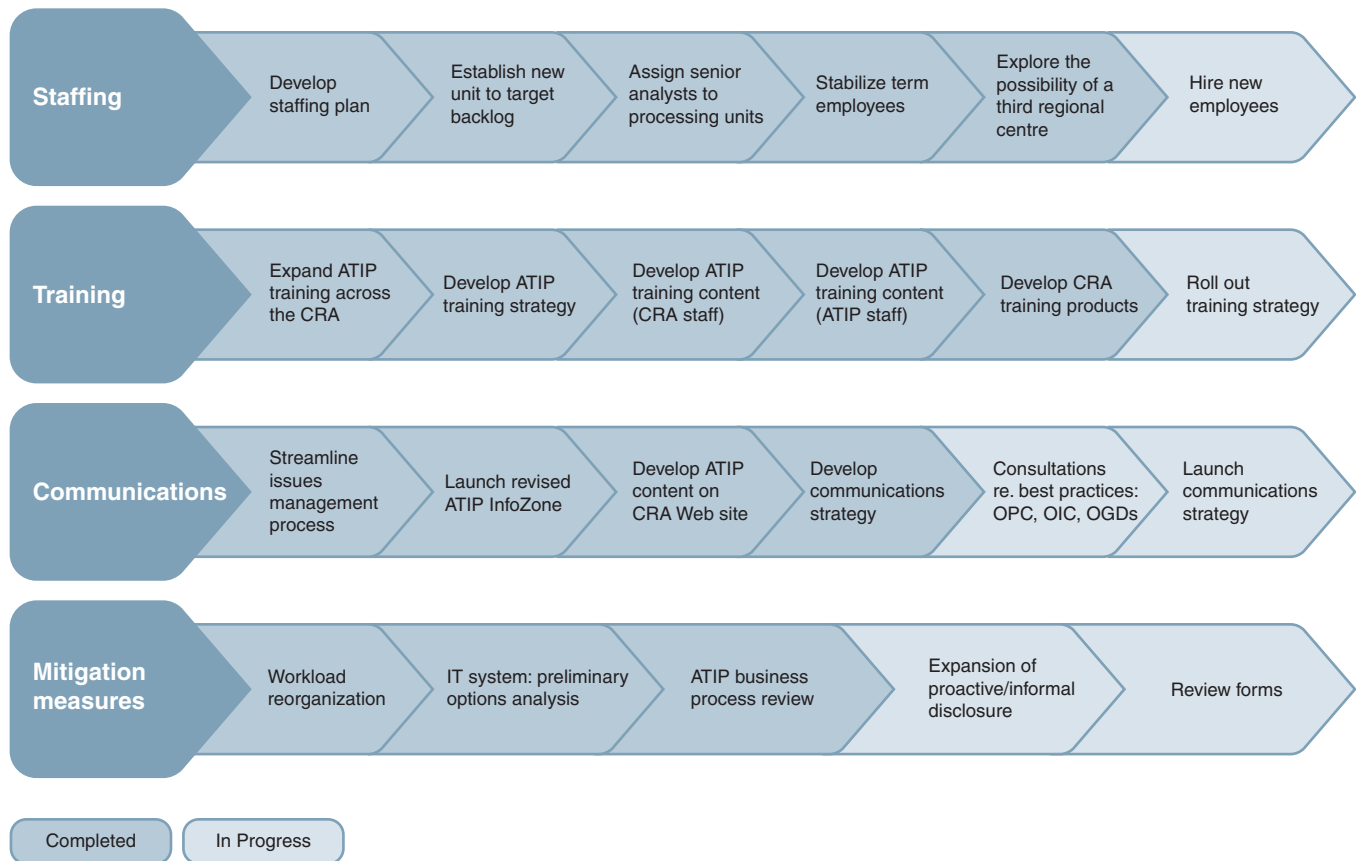 Staffing
Develop
staffing plan
Establish new
unit to target
backlog
Assign senior
analysts to
processing units
Stabilize term
employees
Explore the
possibility of a
third regional
centre
Hire new
employees
Training
Expand ATIP
training across
the CRA
Develop ATIP
training strategy
Develop ATIP
training content
(CRA staff)
Develop ATIP
training content
(ATIP staff)
Develop CRA
training products
Roll out
training strategy
Communications
Streamline
issues
management
process
Launch revised
ATIP InfoZone
Develop ATIP
content on
CRA Web site
Develop
communications
strategy
Consultations
re. best practices:
OPC, OIC, OGDs
Launch
communications
strategy
Mitigation
measures
Workload
reorganization
IT system: preliminary
options analysis
ATIP business
process review
Expansion of
proactive/informal
disclosure
Review forms
Completed
In Progress